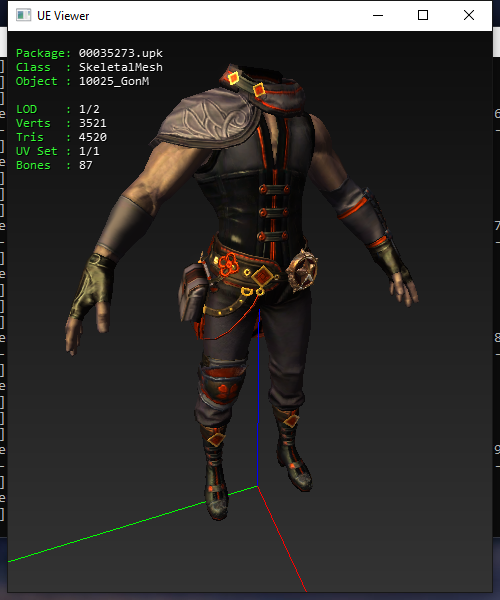 UE Viewer
Package: 00035273.upk
Class  : SkeletalMesh
Object : 10025_GonM
LOD    : 1/2
Verts  : 3521
Tris   : 4520
UV Set : 1/1
Bones  : 87